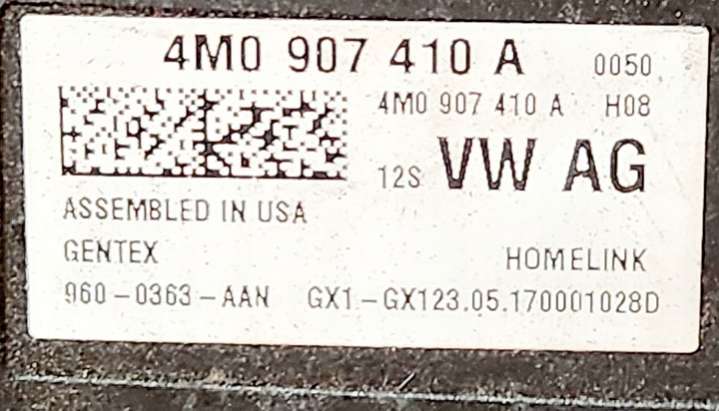 4M0 907 410 A 0050
4M0 907 410 A H08
12S VW AG
ASSEMBLED IN USA
GENTEX HOMELINK
960-0363-AAN GX1-GX123.05.170001028D